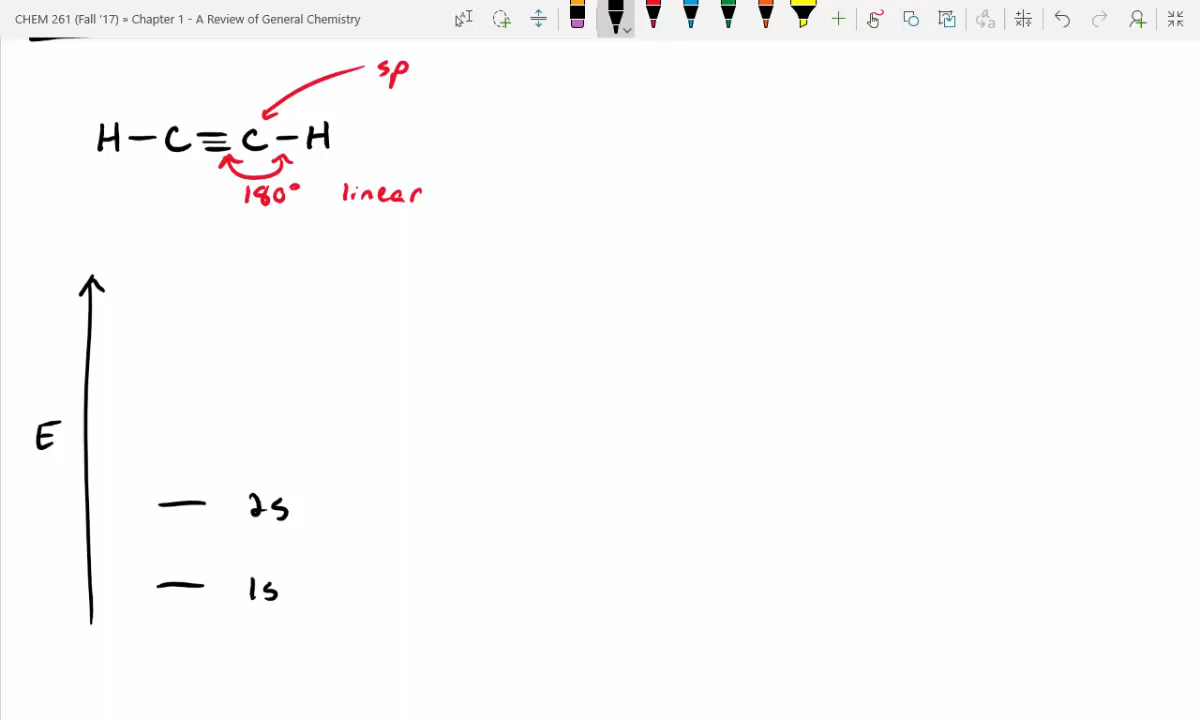 CHEM 261 (Fall '17) » Chapter 1 - A Review of General Chemistry
sp
H-C≡C-H
180° linear
E
2s
1s